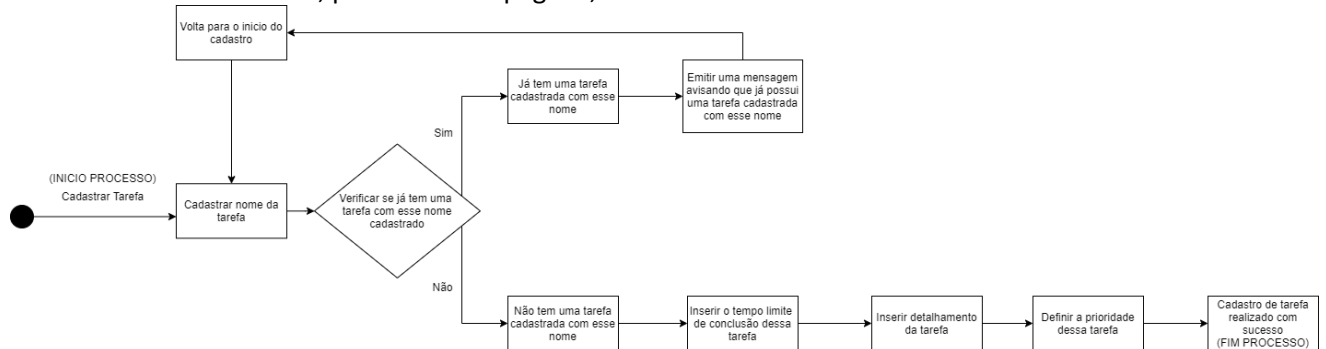 Volta para o inicio do
cadastro
Já tem uma tarefa
cadastrada com esse
nome
Emitir uma mensagem
avisando que já possui
uma tarefa cadastrada
com esse nome
Sim
(INICIO PROCESSO)
Cadastrar Tarefa
Cadastrar nome da
tarefa
Verificar se já tem uma
tarefa com esse nome
cadastrado
Não
Não tem uma tarefa
cadastrada com esse
nome
Inserir o tempo limite
de conclusão dessa
tarefa
Inserir detalhamento
da tarefa
Definir a prioridade
dessa tarefa
Cadastro de tarefa
realizado com
sucesso
(FIM PROCESSO)